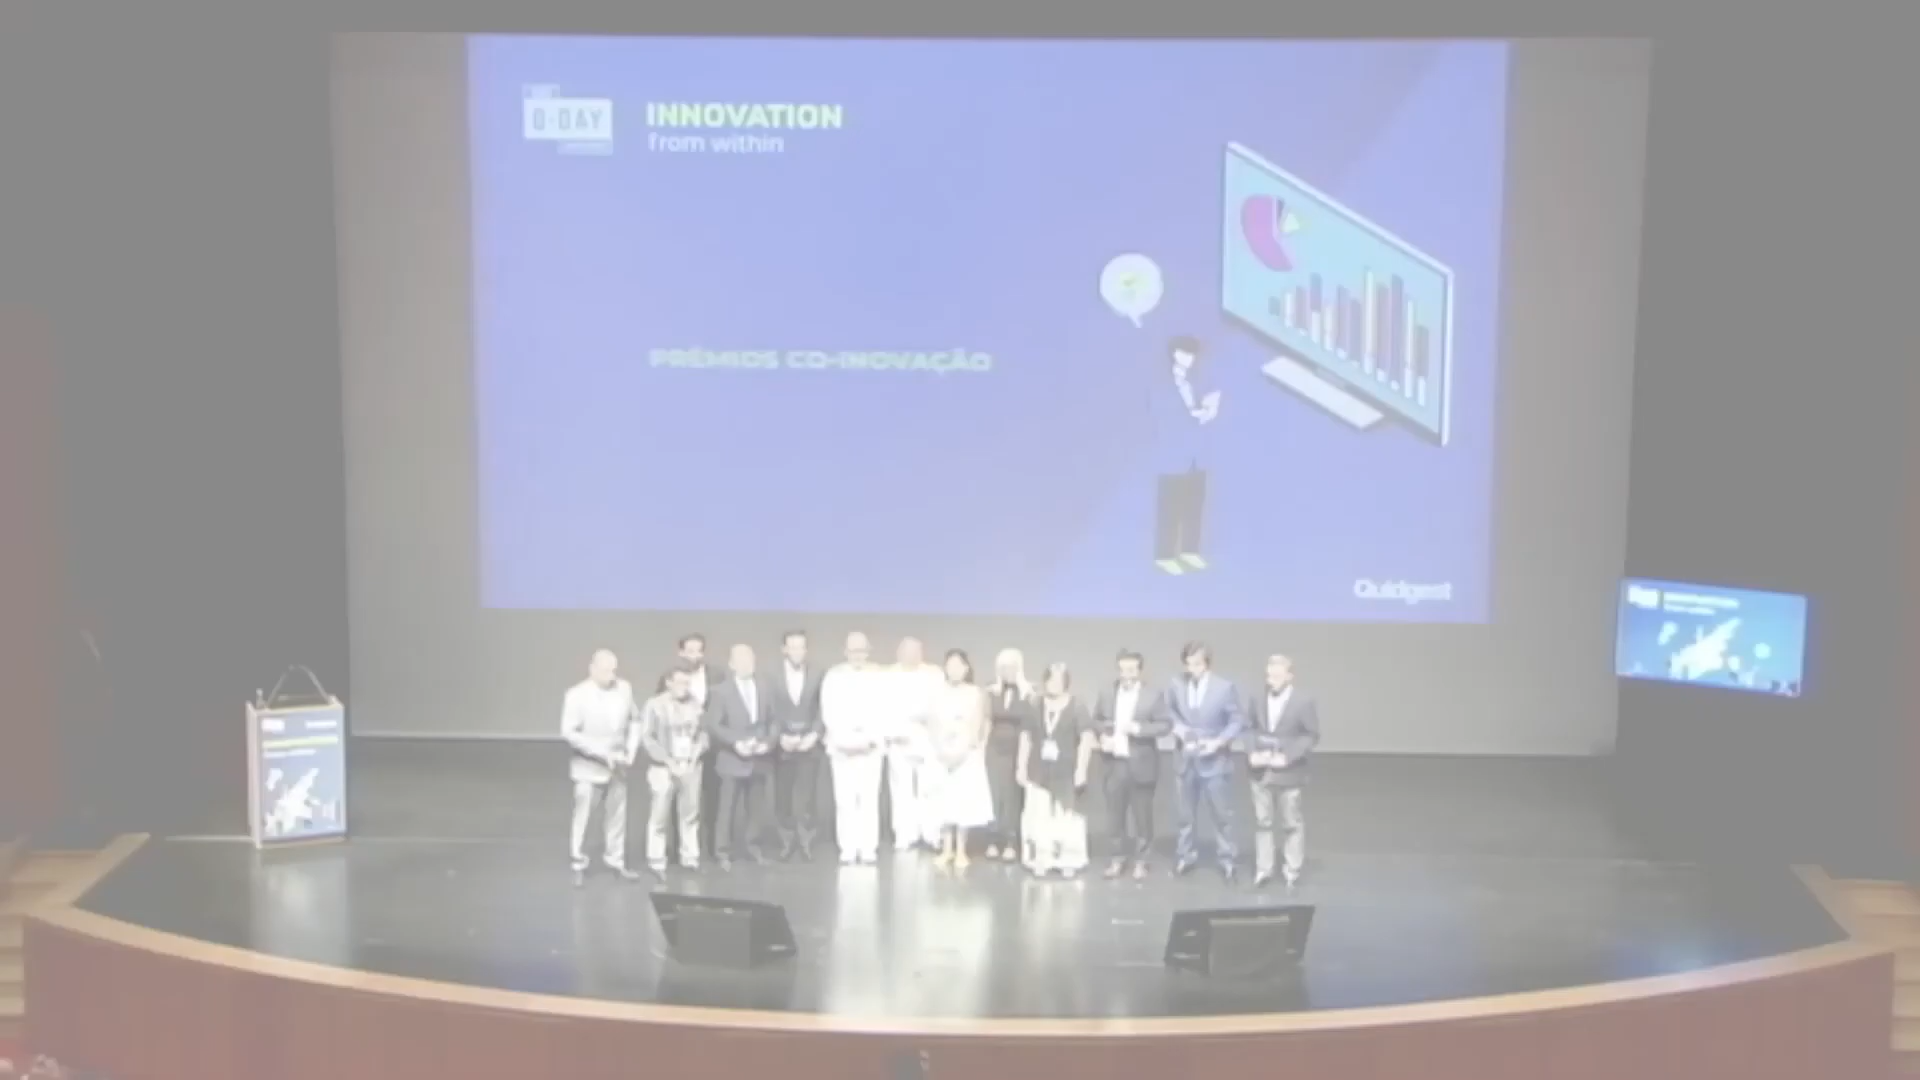 Q-DAY
INNOVATION
from within
PRÉMIOS CO-INOVAÇÃO
Quidgest